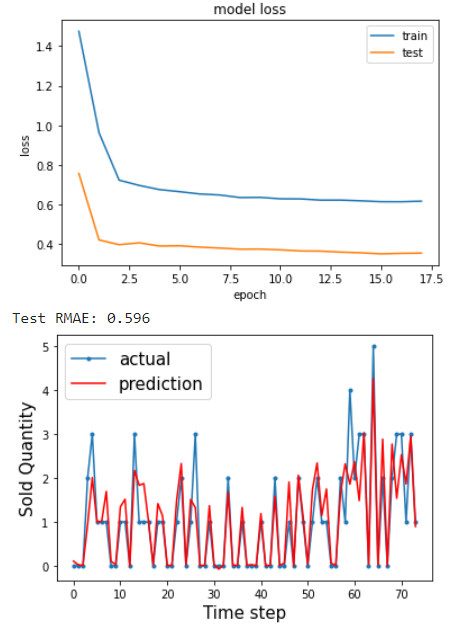 model loss
train
test
1.4
1.2
1.0
0.8
0.6
0.4
loss
0.0 2.5 5.0 7.5 10.0 12.5 15.0 17.5
epoch
Test RMAE: 0.596
actual
prediction
5
4
3
2
1
0
Sold Quantity
0 10 20 30 40 50 60 70
Time step